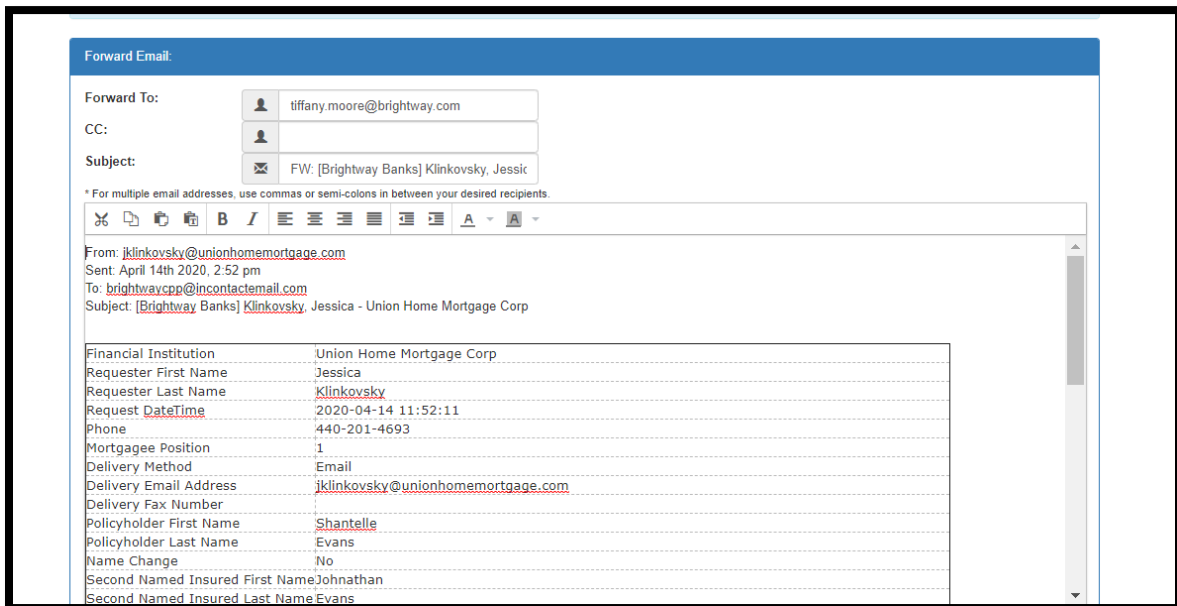 Forward Email:
Forward To:
tiffany.moore@brightway.com
CC:
Subject:
FW: [Brightway Banks] Klinkovsky, Jessic
* For multiple email addresses, use commas or semi-colons in between your desired recipients.
B I A A
From: jklinkovsky@unionhomemortgage.com
Sent: April 14th 2020, 2:52 pm
To: brightwaycpp@incontactemail.com
Subject: [Brightway Banks] Klinkovsky, Jessica - Union Home Mortgage Corp
Financial Institution Union Home Mortgage Corp
Requester First Name Jessica
Requester Last Name Klinkovsky
Request DateTime 2020-04-14 11:52:11
Phone 440-201-4693
Mortgagee Position 1
Delivery Method Email
Delivery Email Address jklinkovsky@unionhomemortgage.com
Delivery Fax Number
Policyholder First Name Shantelle
Policyholder Last Name Evans
Name Change No
Second Named Insured First Name Johnathan
Second Named Insured Last Name Evans